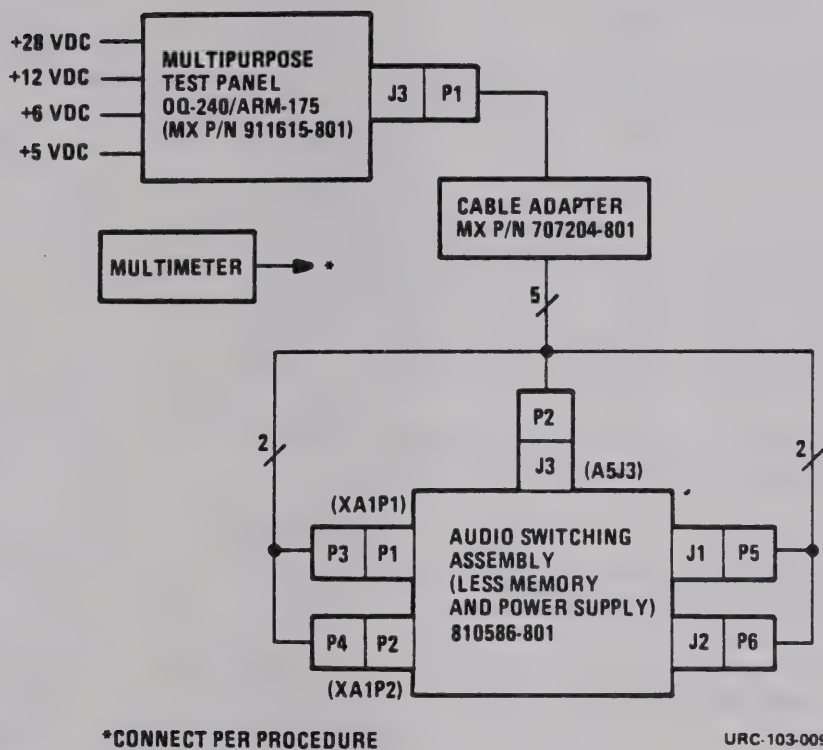 +28 VDC
+12 VDC
+6 VDC
+5 VDC
MULTIPURPOSE
TEST PANEL
OQ-240/ARM-175
(MX P/N 911615-801)
J3 P1
CABLE ADAPTER
MX P/N 707204-801
MULTIMETER *
5
2
2
P2
J3 (A5J3)
(XA1P1)
P3 P1
P4 P2
(XA1P2)
AUDIO SWITCHING
ASSEMBLY
(LESS MEMORY
AND POWER SUPPLY)
810586-801
J1 P5
J2 P6
*CONNECT PER PROCEDURE
URC-103-009